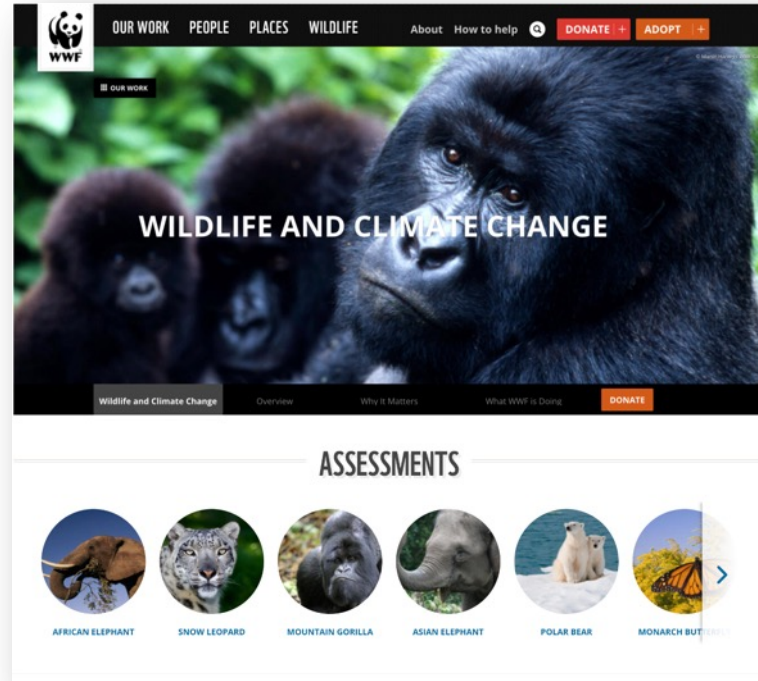 WWF
OUR WORK PEOPLE PLACES WILDLIFE About How to help DONATE + ADOPT +
OUR WORK
WILDLIFE AND CLIMATE CHANGE
Wildlife and Climate Change Overview Why It Matters What WWF is Doing DONATE
ASSESSMENTS
AFRICAN ELEPHANT SNOW LEOPARD MOUNTAIN GORILLA ASIAN ELEPHANT POLAR BEAR MONARCH BUTTERFLY